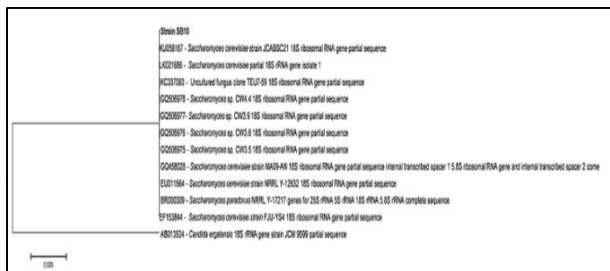 Strain SB10
KU058167 - Saccharomyces cerevisiae strain JCABSC21 18S ribosomal RNA gene partial sequence
LK021686 - Saccharomyces cerevisiae partial 18S rRNA gene isolate 1
KC337083 - Uncultured fungus clone TEU7-59 18S ribosomal RNA gene partial sequence
GQ506978 - Saccharomyces sp. CW4.4 18S ribosomal RNA gene partial sequence
GQ506977- Saccharomyces sp. CW3.9 18S ribosomal RNA gene partial sequence
GQ506976 - Saccharomyces sp. CW3.6 18S ribosomal RNA gene partial sequence
GQ506975 - Saccharomyces sp. CW3.5 18S ribosomal RNA gene partial sequence
GQ458028 - Saccharomyces cerevisiae strain MA09-AN 18S ribosomal RNA gene partial sequence internal transcribed spacer 1 5.8S ribosomal RNA gene and internal transcribed spacer 2 come
EU011664 - Saccharomyces cerevisiae strain NRRL Y-12632 18S ribosomal RNA gene partial sequence
BR000309 - Saccharomyces paradoxus NRRL Y-17217 genes for 25S rRNA 5S rRNA 18S rRNA 5.8S rRNA complete sequence
EF153844 - Saccharomyces cerevisiae strain FJU-YS4 18S ribosomal RNA gene partial sequence
AB013524 - Candida ergatensis 18S rRNA gene strain JCM 9599 partial sequence
0.005